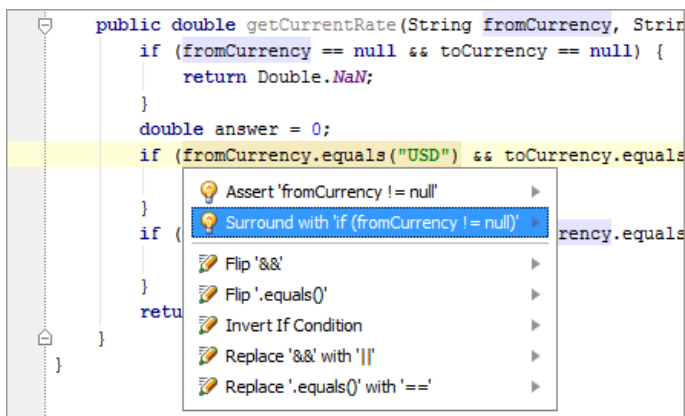 public double getCurrentRate(String fromCurrency, Strin
if (fromCurrency == null && toCurrency == null) {
return Double.NaN;
}
double answer = 0;
if (fromCurrency.equals("USD") && toCurrency.equals
Assert 'fromCurrency != null'
}
Surround with 'if (fromCurrency != null)'
if ( rency.equals
Flip '&&'
}
Flip '.equals()'
retu
Invert If Condition
}
Replace '&&' with '||'
}
Replace '.equals()' with '=='